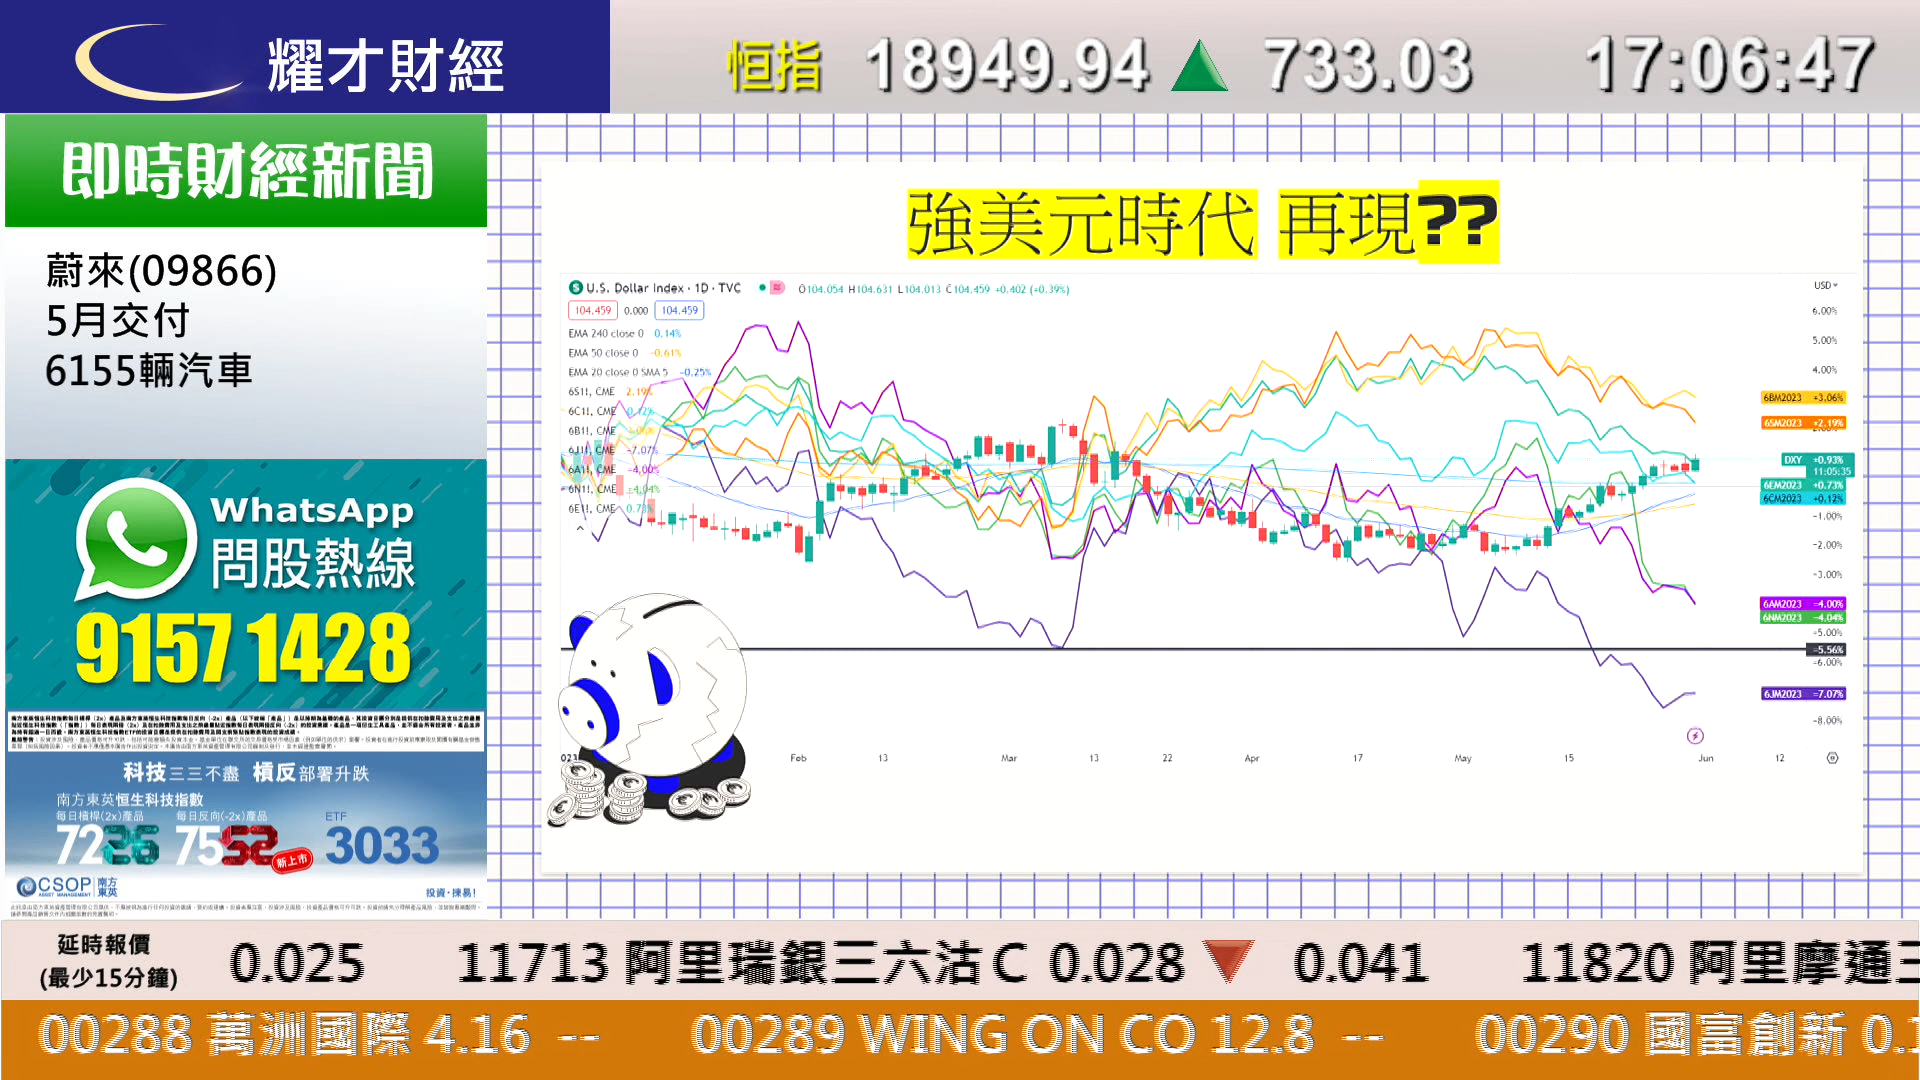 耀才財經
恒指 18949.94 733.03 17:06:47
即時財經新聞
蔚來(09866)
5月交付
6155輛汽車
WhatsApp
問股熱線
9157 1428
科技三三不盡 槓反部署升跌
南方東英恒生科技指數
每日槓桿(2x)產品 每日反向(-2x)產品 ETF
7226 7552 3033
新上市
CSOP 南方東英
ASSET MANAGEMENT
投資·揀易!
強美元時代 再現??
U.S. Dollar Index · 1D · TVC O104.054 H104.631 L104.013 C104.459 +0.402 (+0.39%)
USD
104.459 0.000 104.459
EMA 240 close 0 0.14%
EMA 50 close 0 -0.61%
EMA 20 close 0 SMA 5 -0.25%
6S1!, CME 2.19%
6C1!, CME 0.12%
6B1!, CME
6J1!, CME -7.07%
6A1!, CME -4.00%
6N1!, CME -4.04%
6E1!, CME 0.73%
6.00%
5.00%
4.00%
6BM2023 +3.06%
6SM2023 +2.19%
DXY +0.93%
11:05:35
6EM2023 +0.73%
6CM2023 +0.12%
-1.00%
-2.00%
-3.00%
6AM2023 -4.00%
6NM2023 -4.04%
-5.00%
-5.56%
-6.00%
6JM2023 -7.07%
-8.00%
023 Feb 13 Mar 13 22 Apr 17 May 15 Jun 12
延時報價
(最少15分鐘)
0.025 11713 阿里瑞銀三六沽C 0.028 0.041 11820 阿里摩通三
00288 萬洲國際 4.16 -- 00289 WING ON CO 12.8 -- 00290 國富創新 0.1